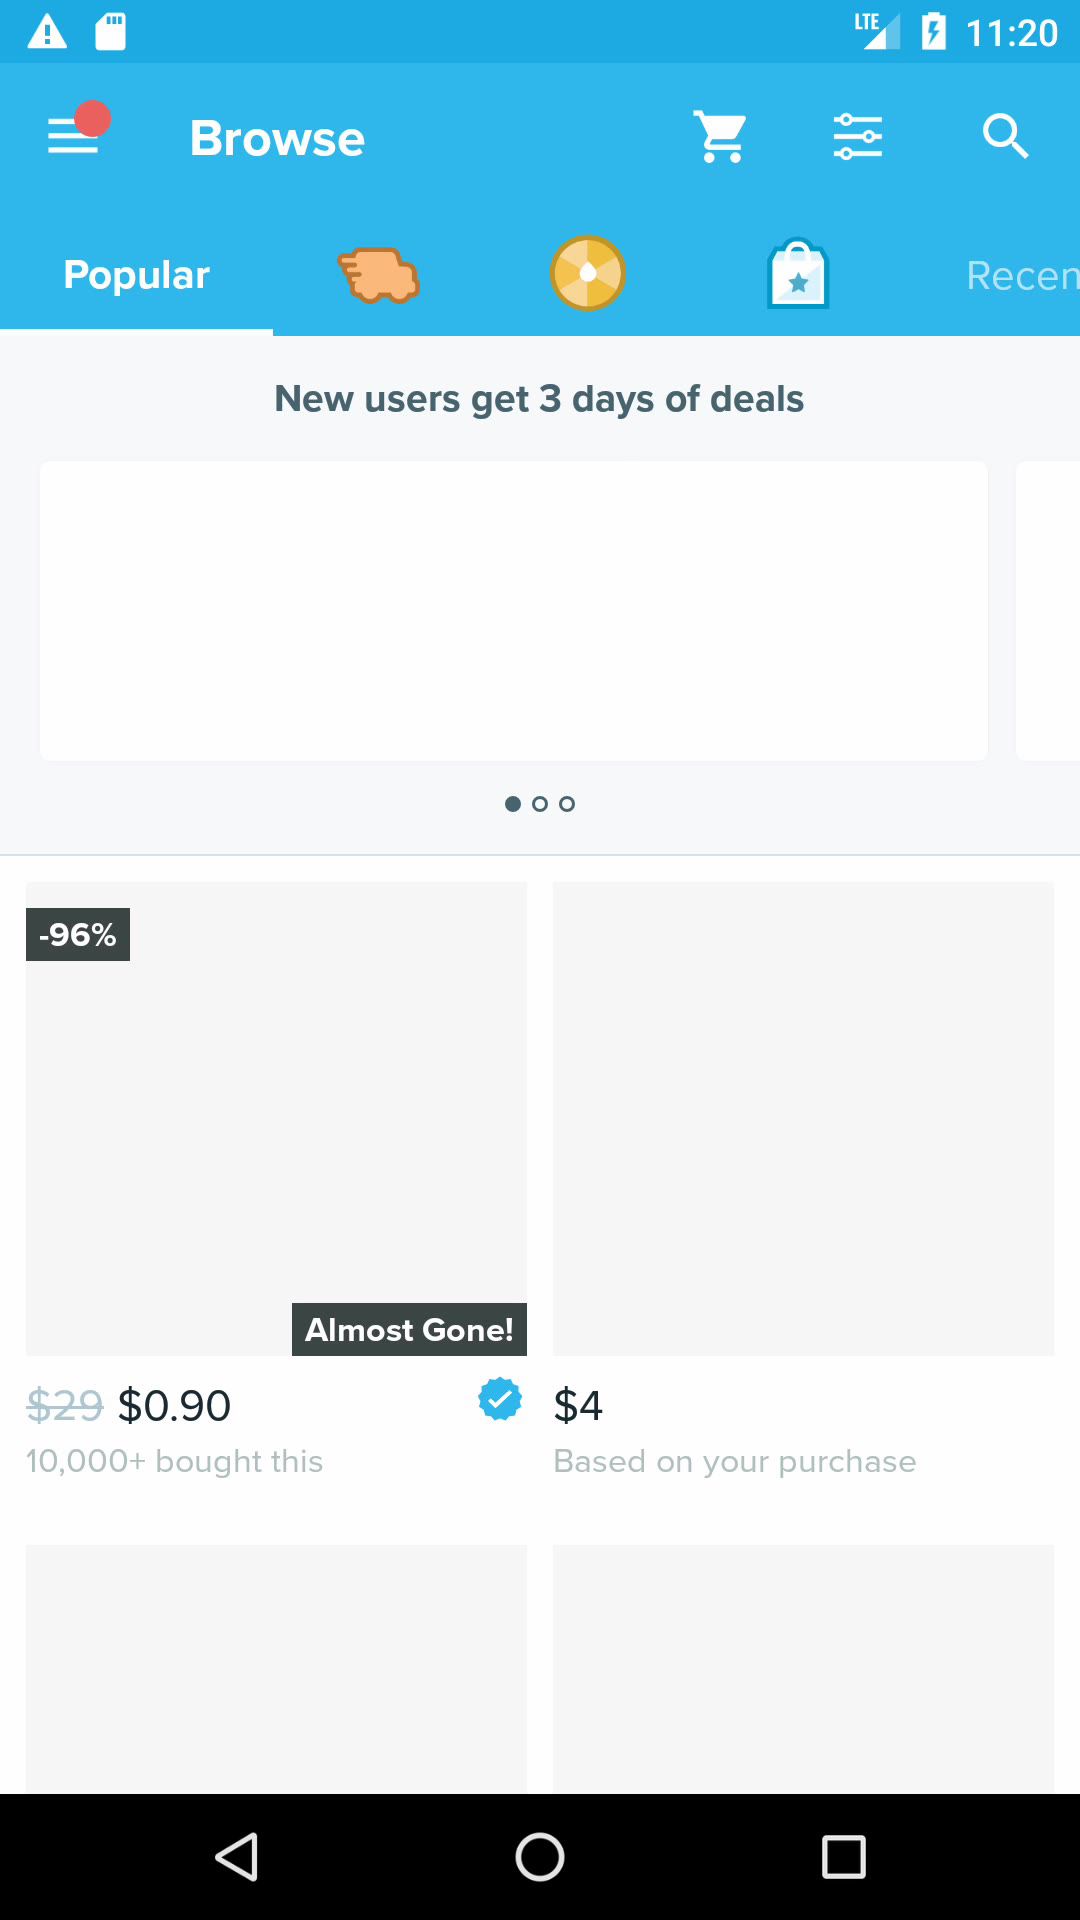 LTE 11:20
Browse
Popular
Recen
New users get 3 days of deals
-96%
Almost Gone!
$29 $0.90
$4
10,000+ bought this
Based on your purchase